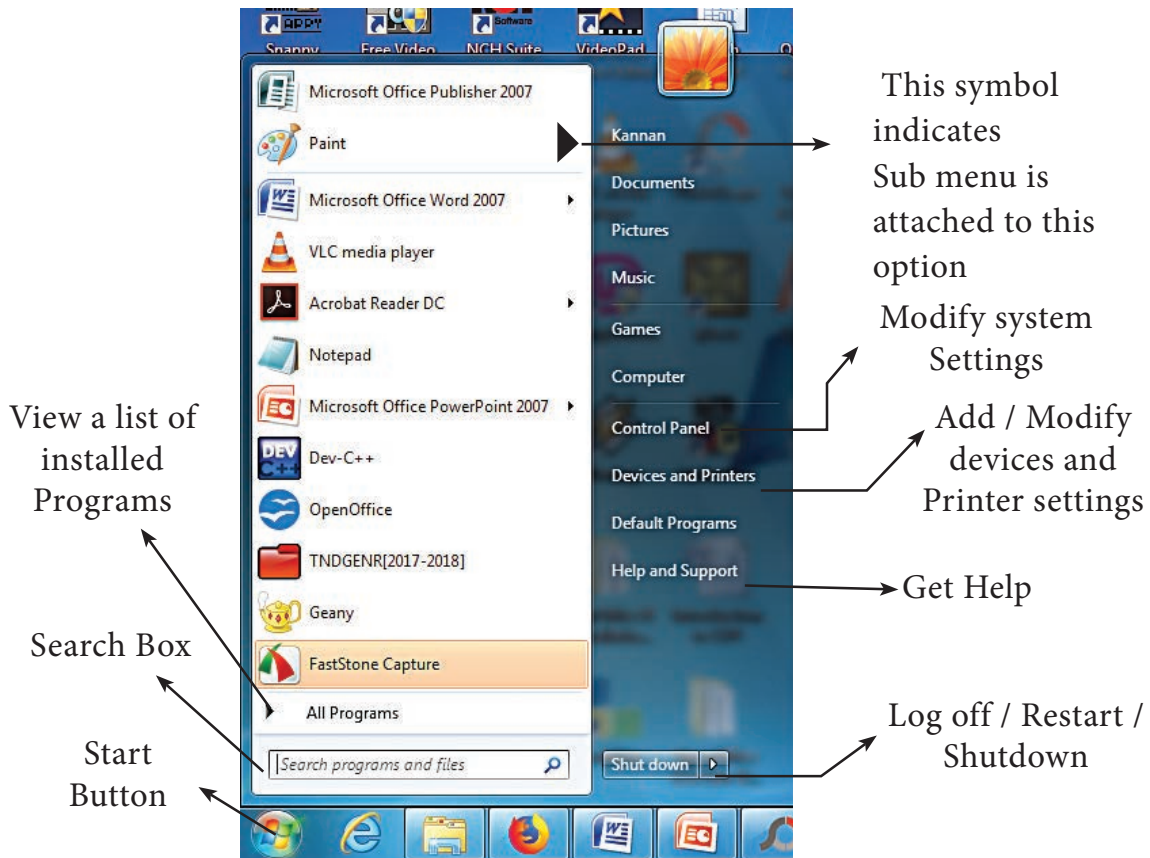 APPY
Software
Snappy
Free Video
NCH Suite
VideoPad
Microsoft Office Publisher 2007
Paint
Microsoft Office Word 2007
VLC media player
Acrobat Reader DC
Notepad
Microsoft Office PowerPoint 2007
DEV
C++
Dev-C++
OpenOffice
TNDGENR[2017-2018]
Geany
FastStone Capture
All Programs
Search programs and files
Kannan
Documents
Pictures
Music
Games
Computer
Control Panel
Devices and Printers
Default Programs
Help and Support
Shut down
View a list of
installed
Programs
Search Box
Start
Button
This symbol
indicates
Sub menu is
attached to this
option
Modify system
Settings
Add / Modify
devices and
Printer settings
Get Help
Log off / Restart /
Shutdown